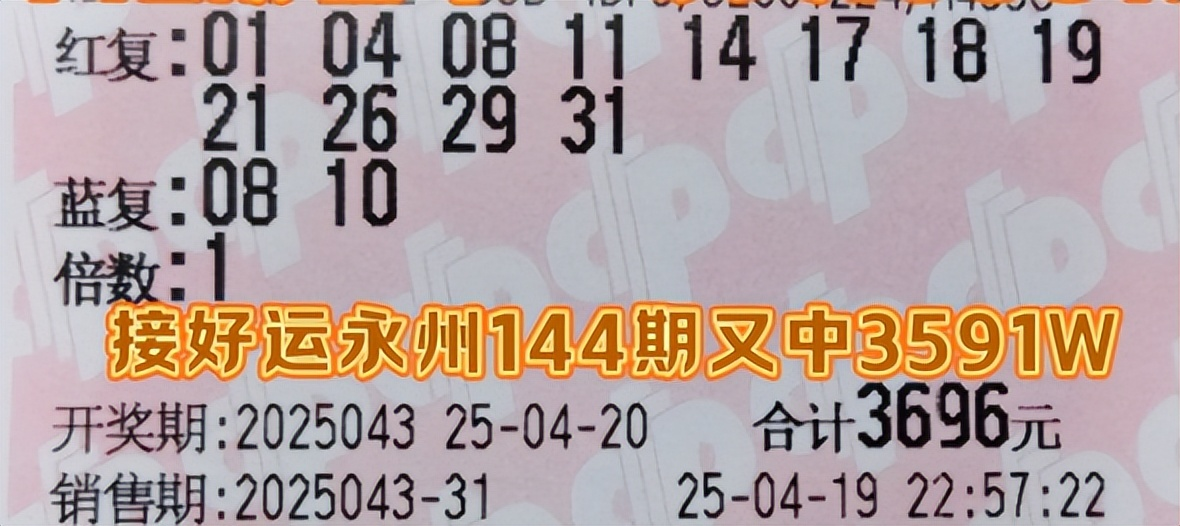 红复:01 04 08 11 14 17 18 19
21 26 29 31
蓝复:08 10
倍数:1
接好运永州144期又中3591W
开奖期:2025043 25-04-20 合计3696元
销售期:2025043-31 25-04-19 22:57:22